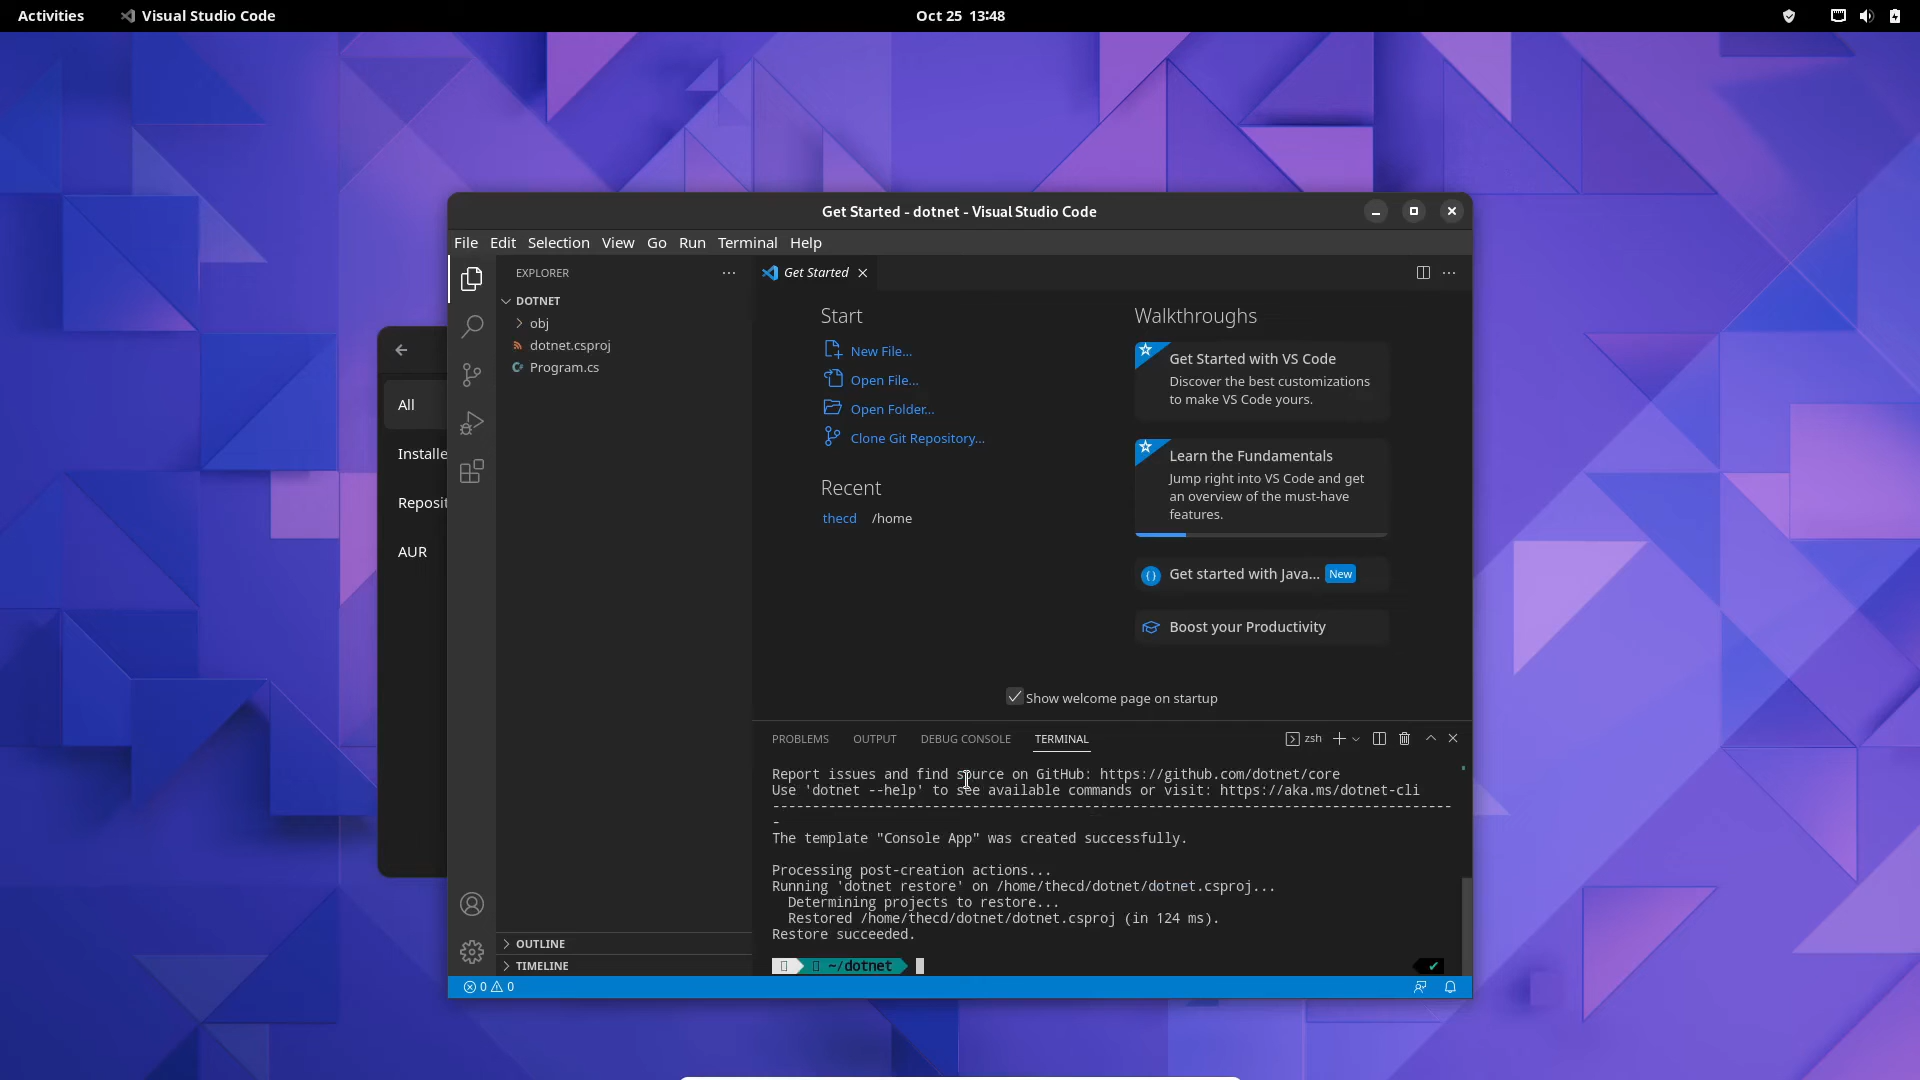 Activities
Visual Studio Code
Oct 25 13:48
Get Started - dotnet - Visual Studio Code
File Edit Selection View Go Run Terminal Help
All
Installe
Reposit
AUR
EXPLORER
DOTNET
obj
dotnet.csproj
Program.cs
OUTLINE
TIMELINE
Get Started
Start
New File...
Open File...
Open Folder...
Clone Git Repository...
Recent
thecd /home
Walkthroughs
Get Started with VS Code
Discover the best customizations
to make VS Code yours.
Learn the Fundamentals
Jump right into VS Code and get
an overview of the must-have
features.
Get started with Java... New
Boost your Productivity
Show welcome page on startup
PROBLEMS OUTPUT DEBUG CONSOLE TERMINAL
zsh
Report issues and find source on GitHub: https://github.com/dotnet/core
Use 'dotnet --help' to see available commands or visit: https://aka.ms/dotnet-cli
-------------------------------------------------------------------------------------
-
The template "Console App" was created successfully.
Processing post-creation actions...
Running 'dotnet restore' on /home/thecd/dotnet/dotnet.csproj...
Determining projects to restore...
Restored /home/thecd/dotnet/dotnet.csproj (in 124 ms).
Restore succeeded.
~/dotnet
0 0